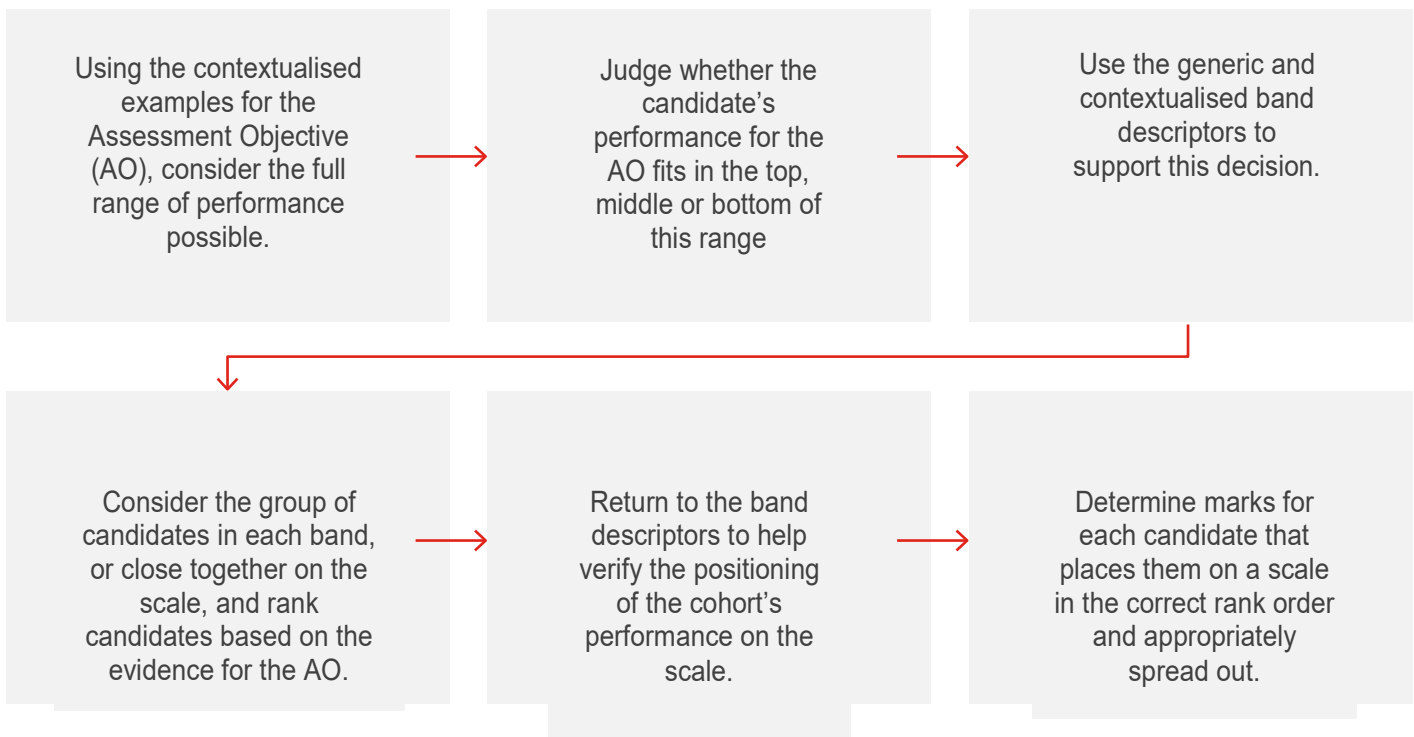 Using the contextualised
examples for the
Assessment Objective
(AO), consider the full
range of performance
possible.
Judge whether the
candidate’s
performance for the
AO fits in the top,
middle or bottom of
this range
Use the generic and
contextualised band
descriptors to
support this decision.
Consider the group of
candidates in each band,
or close together on the
scale, and rank
candidates based on the
evidence for the AO.
Return to the band
descriptors to help
verify the positioning
of the cohort’s
performance on the
scale.
Determine marks for
each candidate that
places them on a scale
in the correct rank order
and appropriately
spread out.